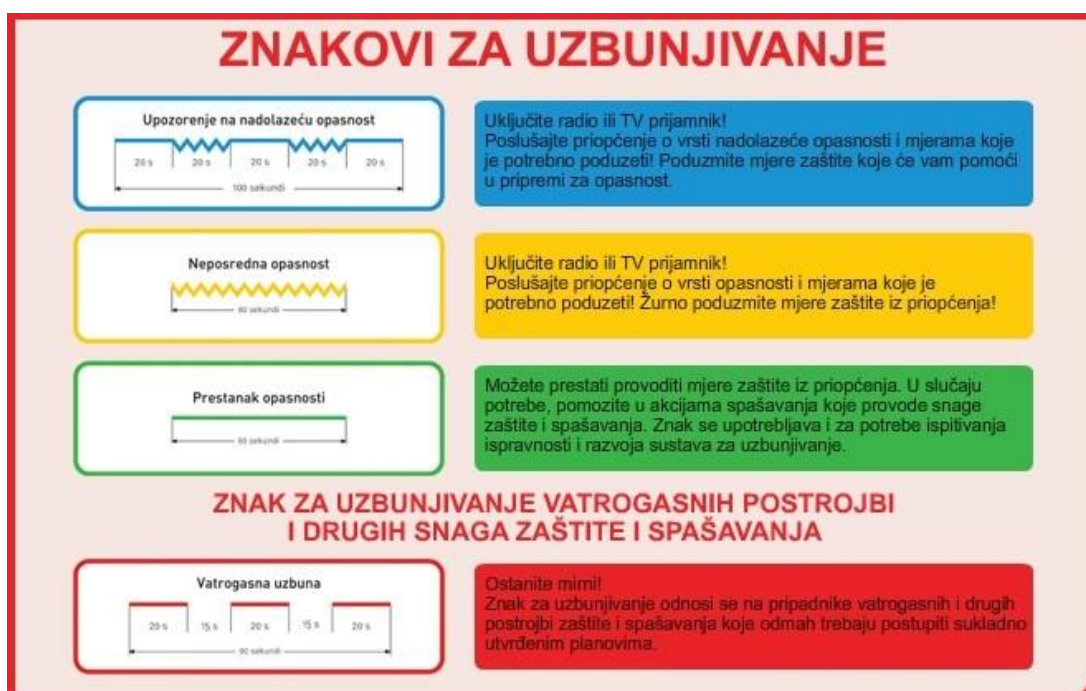 ZNAKOVI ZA UZBUNJIVANJE
Upozorenje na nadolazeću opasnost
20 s 20 s 20 s 20 s 20 s
100 sekundi
Uključite radio ili TV prijamnik!
Poslušajte priopćenje o vrsti nadolazeće opasnosti i mjerama koje
je potrebno poduzeti! Poduzmite mjere zaštite koje će vam pomoći
u pripremi za opasnost.
Neposredna opasnost
60 sekundi
Uključite radio ili TV prijamnik!
Poslušajte priopćenje o vrsti opasnosti i mjerama koje je
potrebno poduzeti! Žurno poduzmite mjere zaštite iz priopćenja!
Prestanak opasnosti
60 sekundi
Možete prestati provoditi mjere zaštite iz priopćenja. U slučaju
potrebe, pomozite u akcijama spašavanja koje provode snage
zaštite i spašavanja. Znak se upotrebljava i za potrebe ispitivanja
ispravnosti i razvoja sustava za uzbunjivanje.
ZNAK ZA UZBUNJIVANJE VATROGASNIH POSTROJBI
I DRUGIH SNAGA ZAŠTITE I SPAŠAVANJA
Vatrogasna uzbuna
20 s 15 s 20 s 15 s 20 s
90 sekundi
Ostanite mirni!
Znak za uzbunjivanje odnosi se na pripadnike vatrogasnih i drugih
postrojbi zaštite i spašavanja koje odmah trebaju postupiti sukladno
utvrđenim planovima.